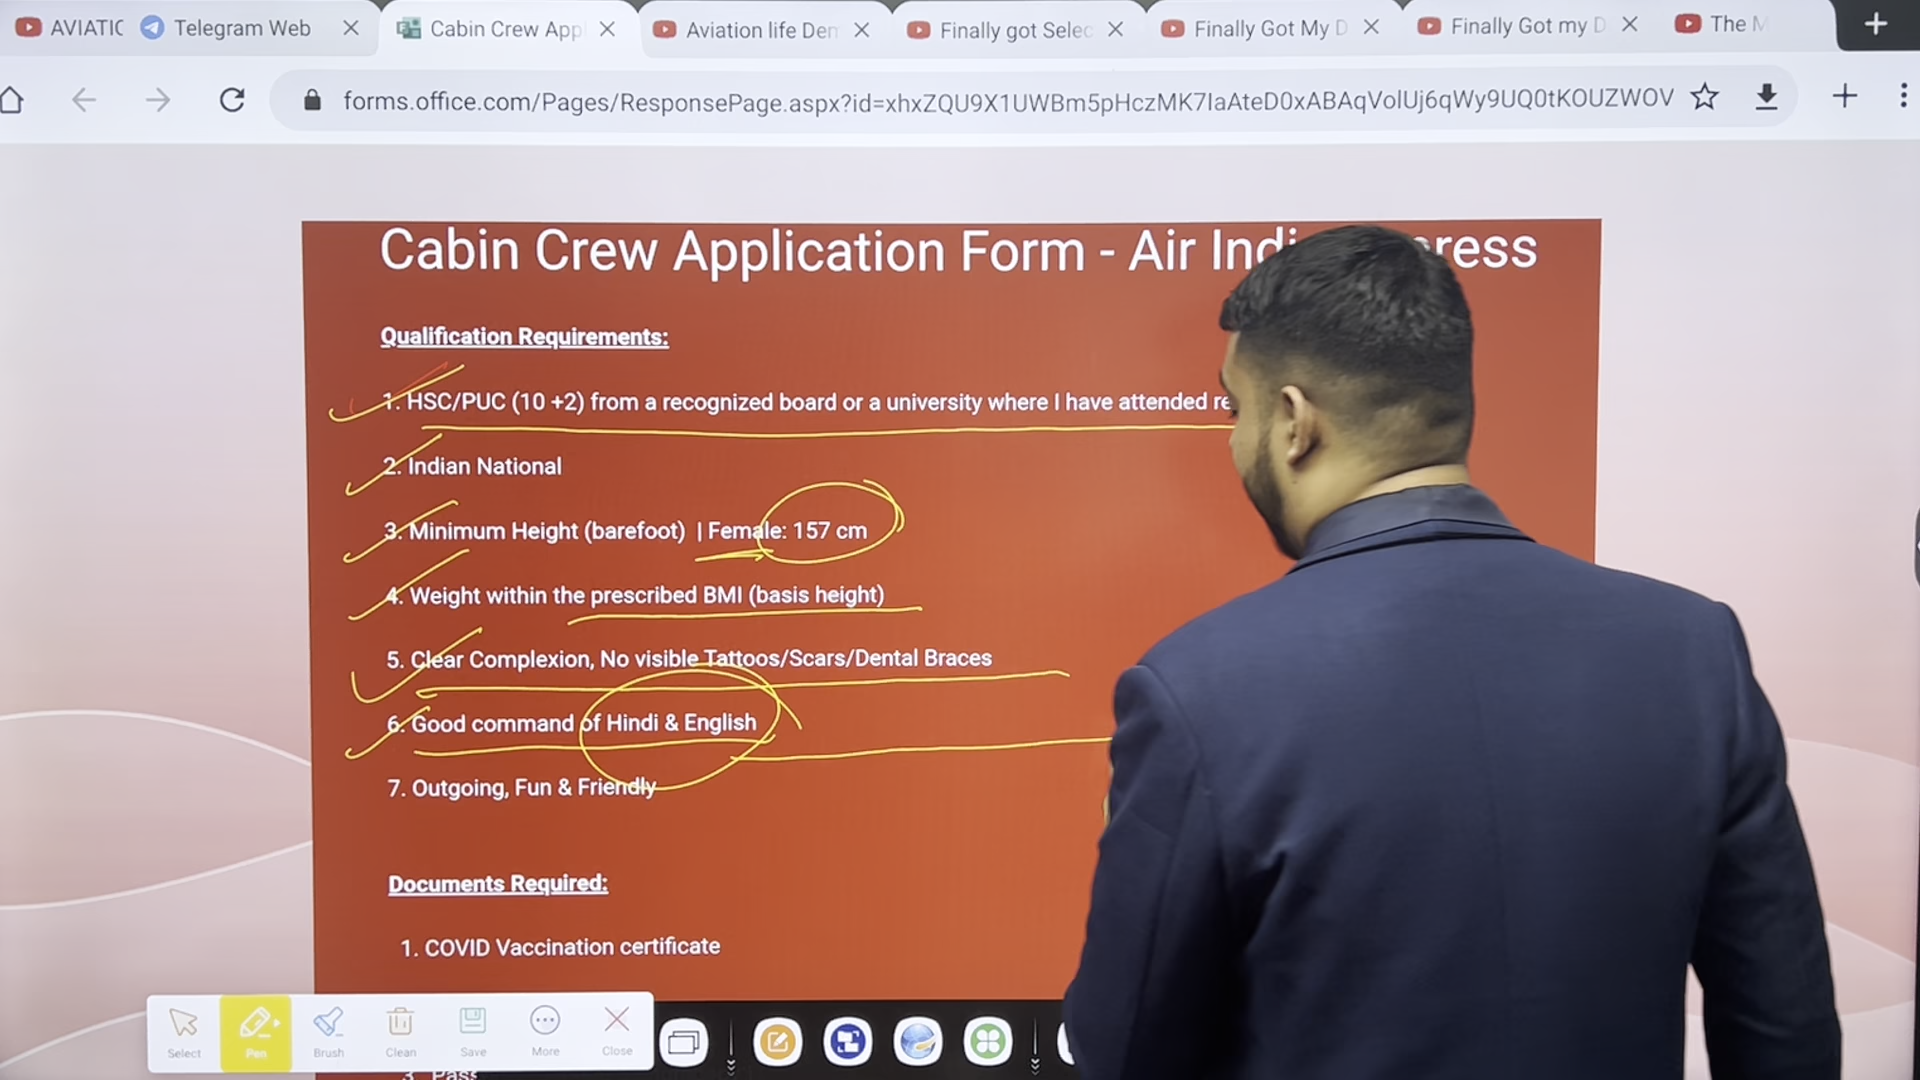 AVIATIC
Telegram Web
Cabin Crew App
Aviation life Den
Finally got Selec
Finally Got My D
Finally Got my D
The M
forms.office.com/Pages/ResponsePage.aspx?id=xhxZQU9X1UWBm5pHczMK7IaAteD0xABAqVolUj6qWy9UQ0tKOUZWOV
Cabin Crew Application Form - Air Indi ress
Qualification Requirements:
1. HSC/PUC (10 +2) from a recognized board or a university where I have attended re
2. Indian National
3. Minimum Height (barefoot) | Female: 157 cm
4. Weight within the prescribed BMI (basis height)
5. Clear Complexion, No visible Tattoos/Scars/Dental Braces
6. Good command of Hindi & English
7. Outgoing, Fun & Friendly
Documents Required:
1. COVID Vaccination certificate
Select
Pen
Brush
Clean
Save
More
Close
3. Pass